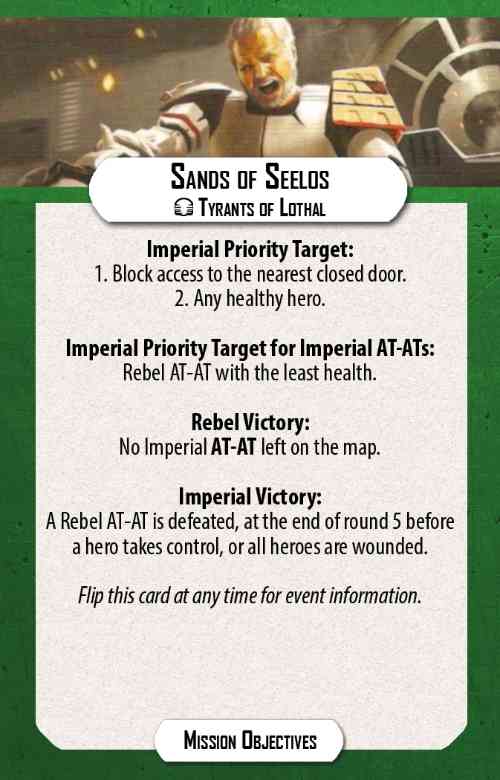 Sands of Seelos
Tyrants of Lothal
Imperial Priority Target:
1. Block access to the nearest closed door.
2. Any healthy hero.
Imperial Priority Target for Imperial AT-ATs:
Rebel AT-AT with the least health.
Rebel Victory:
No Imperial AT-AT left on the map.
Imperial Victory:
A Rebel AT-AT is defeated, at the end of round 5 before
a hero takes control, or all heroes are wounded.
Flip this card at any time for event information.
Mission Objectives